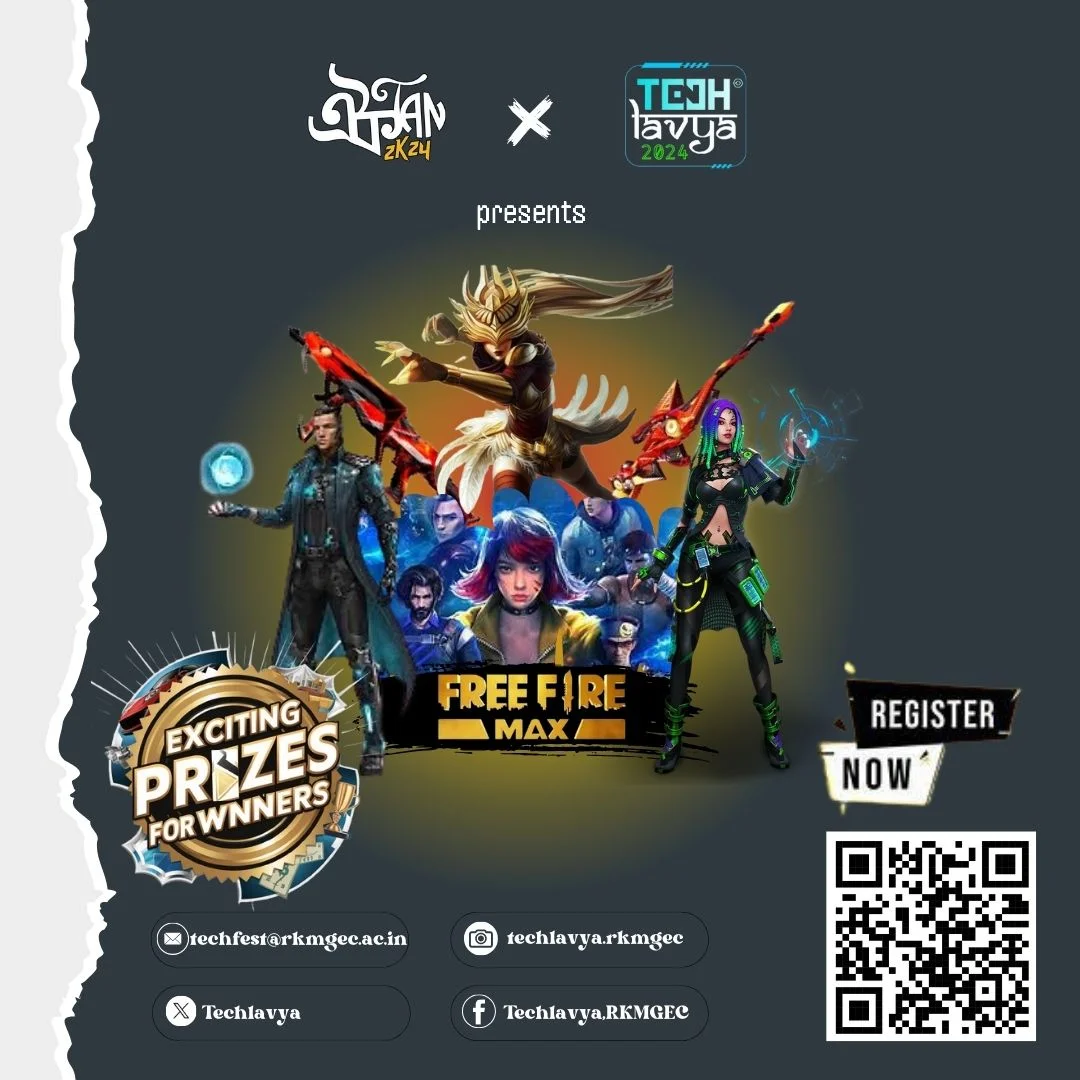 2K24
X
TECH
lavya
2024
presents
FREE FIRE
MAX
EXCITING
PRIZES
FOR WNNERS
REGISTER
NOW
techfest@rkmgec.ac.in
techlavya.rkmgec
Techlavya
Techlavya,RKMGEC